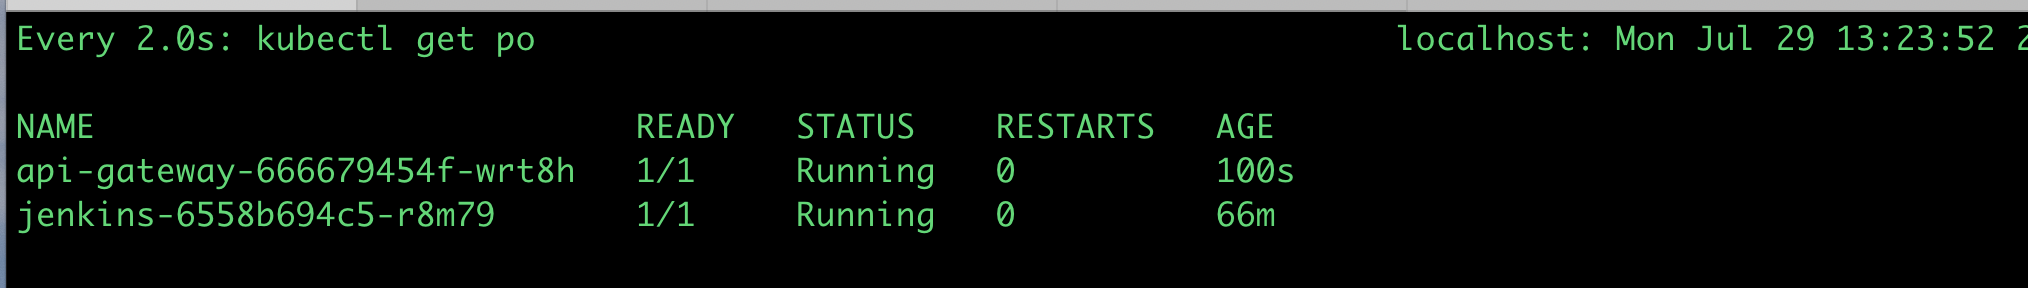 Every 2.0s: kubectl get po localhost: Mon Jul 29 13:23:52 2
NAME READY STATUS RESTARTS AGE
api-gateway-666679454f-wrt8h 1/1 Running 0 100s
jenkins-6558b694c5-r8m79 1/1 Running 0 66m